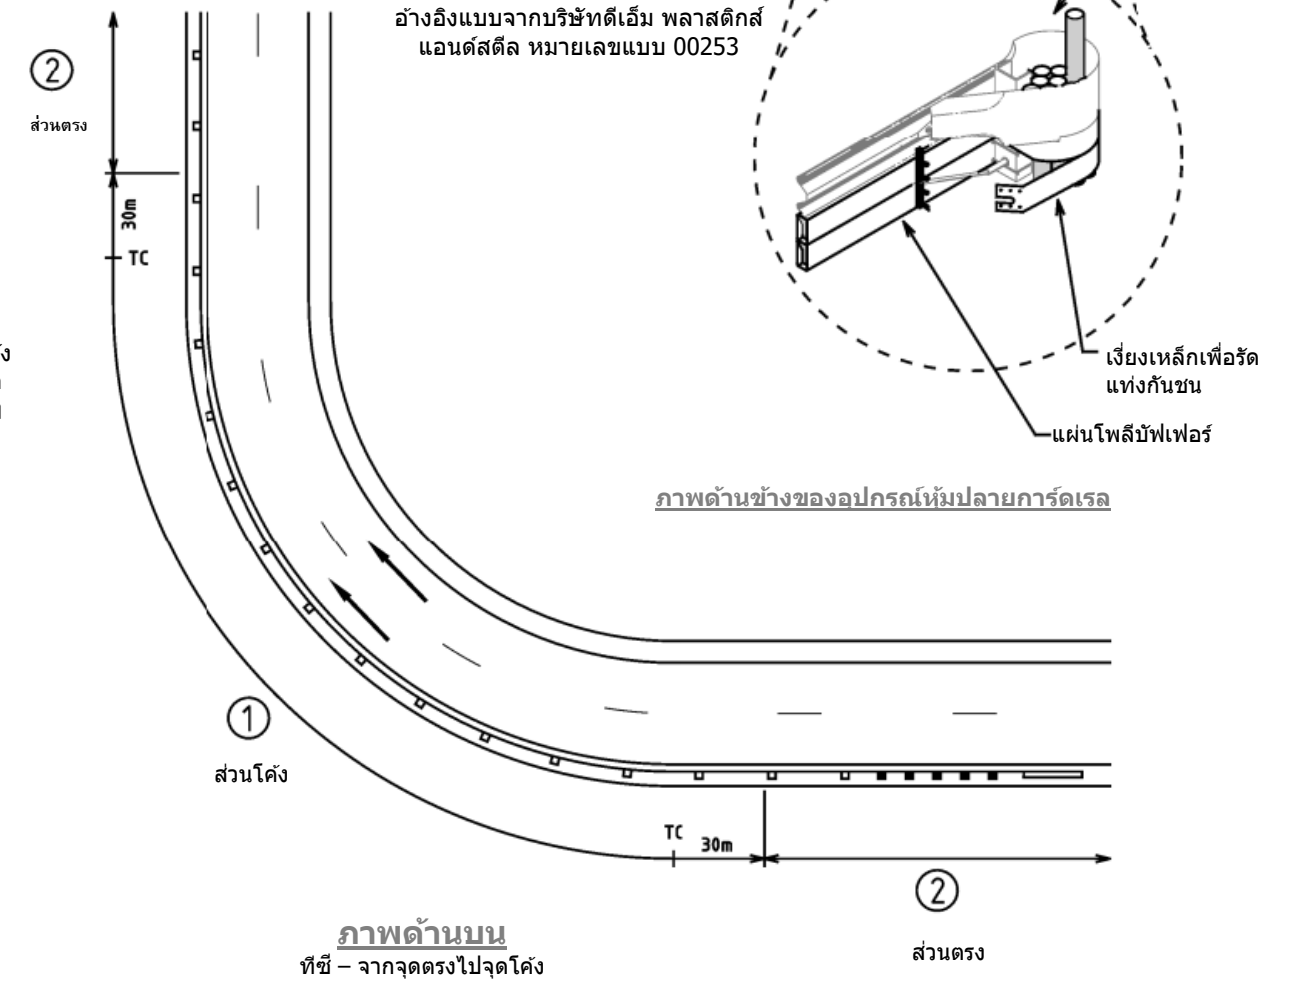 อ้างอิงแบบจากบริษัทดีเอ็ม พลาสติกส์
แอนด์สตีล หมายเลขแบบ 00253
2
ส่วนตรง
30m
TC
เงี่ยงเหล็กเพื่อรัด
แท่งกันชน
แผ่นโพลีบัฟเฟอร์
ภาพด้านข้างของอุปกรณ์หุ้มปลายการ์ดเรล
1
ส่วนโค้ง
TC
30m
2
ส่วนตรง
ภาพด้านบน
ทีซี – จากจุดตรงไปจุดโค้ง